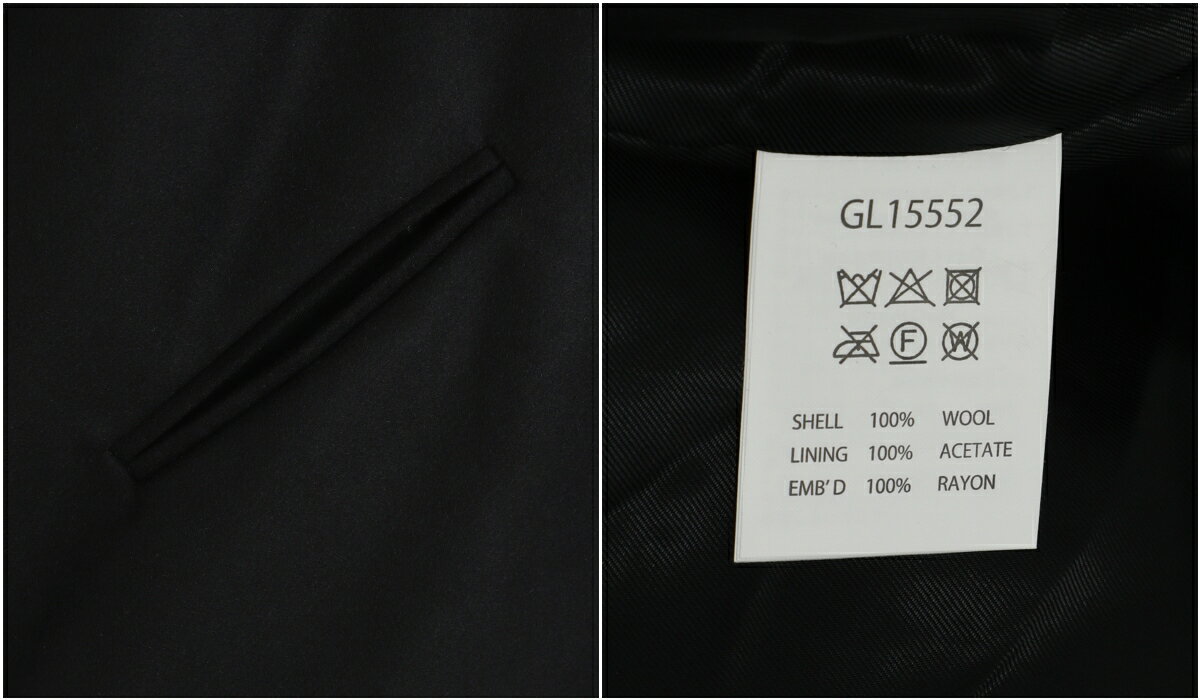 GL15552
F W
SHELL 100% WOOL
LINING 100% ACETATE
EMB'D 100% RAYON